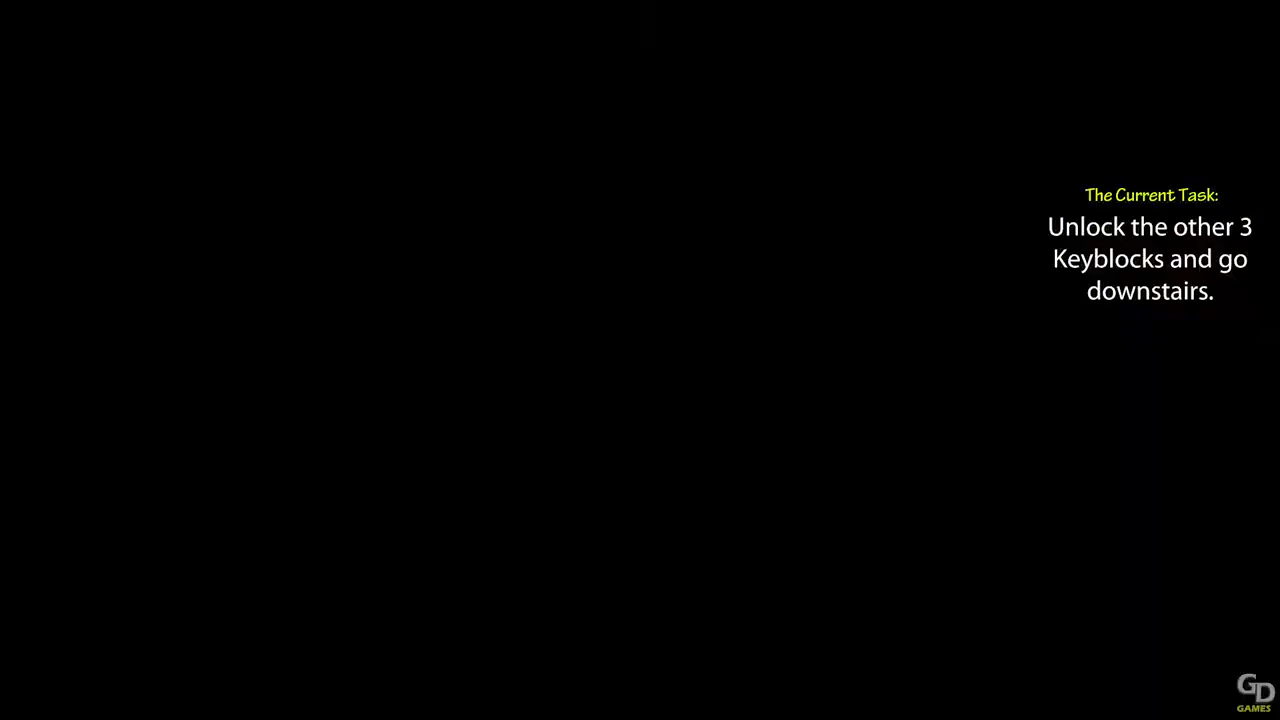 The Current Task:
Unlock the other 3
Keyblocks and go
downstairs.
GD
GAMES